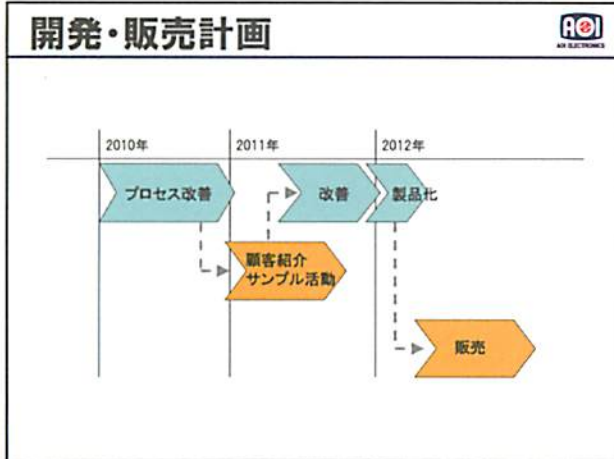 開発・販売計画
AOI
AOI ELECTRONICS
2010年
2011年
2012年
プロセス改善
改善
製品化
顧客紹介
サンプル活動
販売